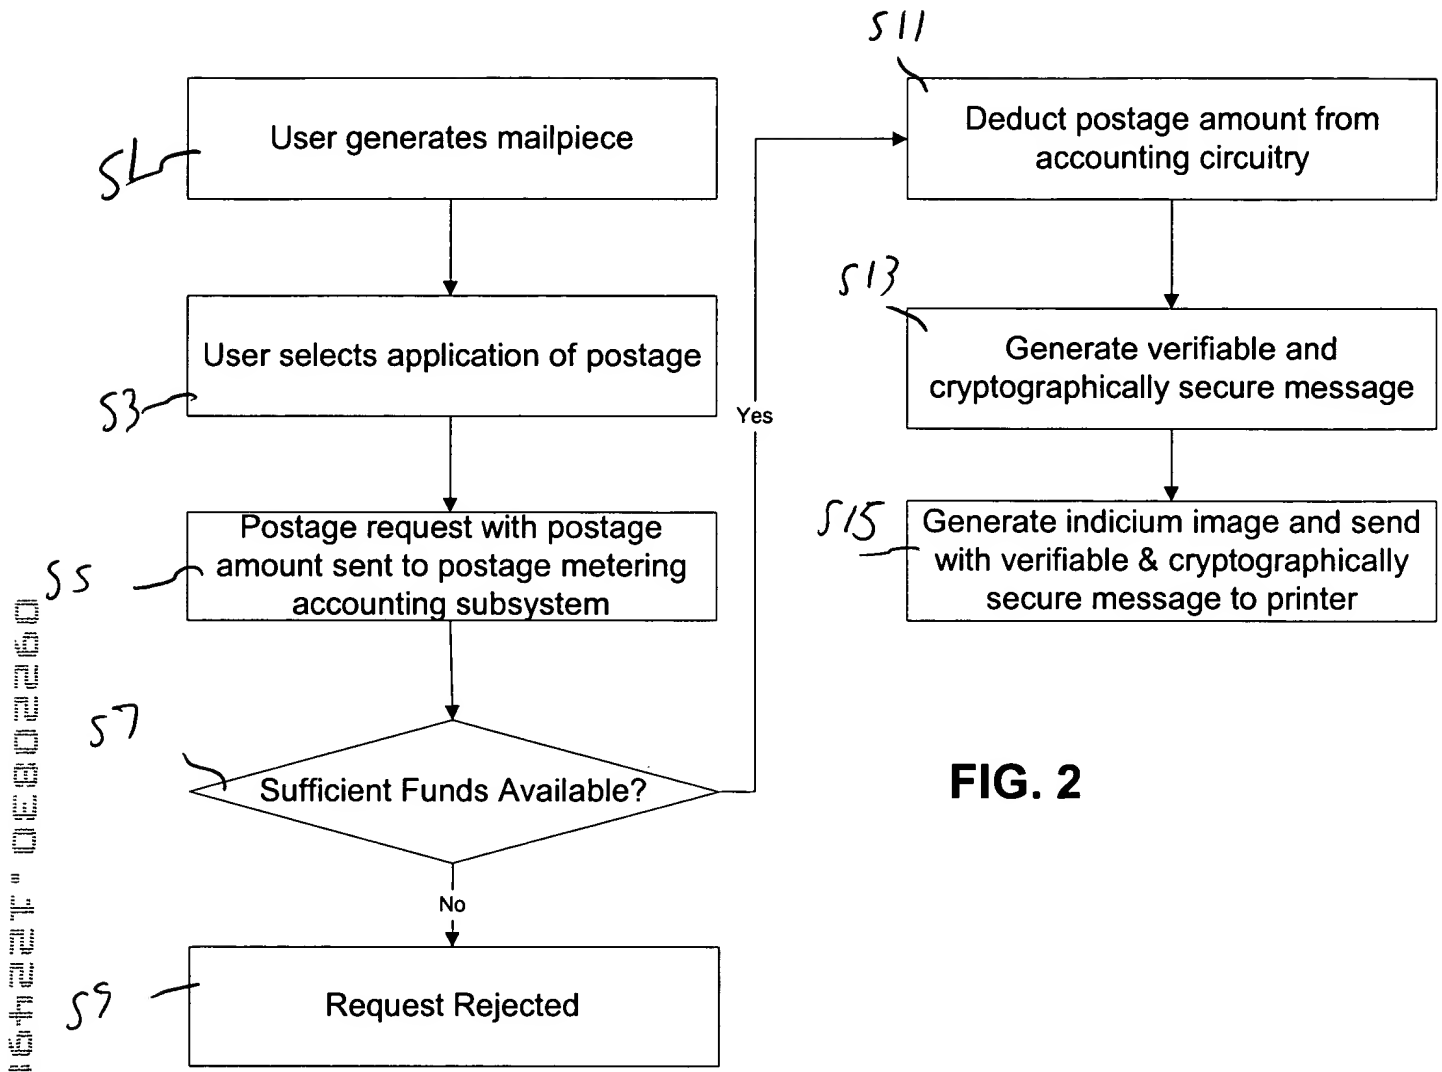 S11
User generates mailpiece
S1
Deduct postage amount from
accounting circuitry
S13
User selects application of postage
S3
Yes
Generate verifiable and
cryptographically secure message
Postage request with postage
amount sent to postage metering
accounting subsystem
S5
S15
Generate indicium image and send
with verifiable & cryptographically
secure message to printer
S7
Sufficient Funds Available?
FIG. 2
No
Request Rejected
S9